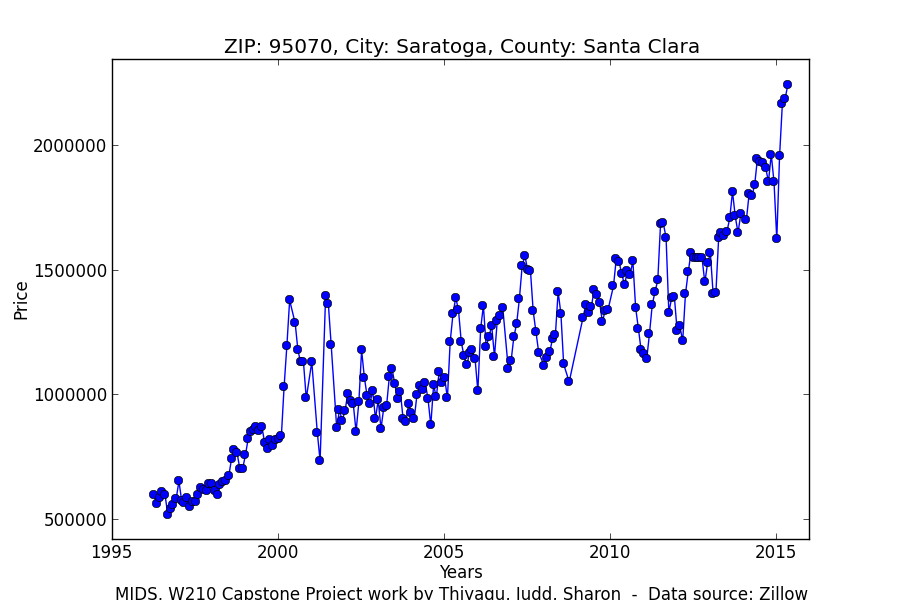 ZIP: 95070, City: Saratoga, County: Santa Clara
2000000
1500000
1000000
500000
Price
1995 2000 2005 2010 2015
Years
MIDS, W210 Capstone Project work by Thiyagu, Judd, Sharon - Data source: Zillow